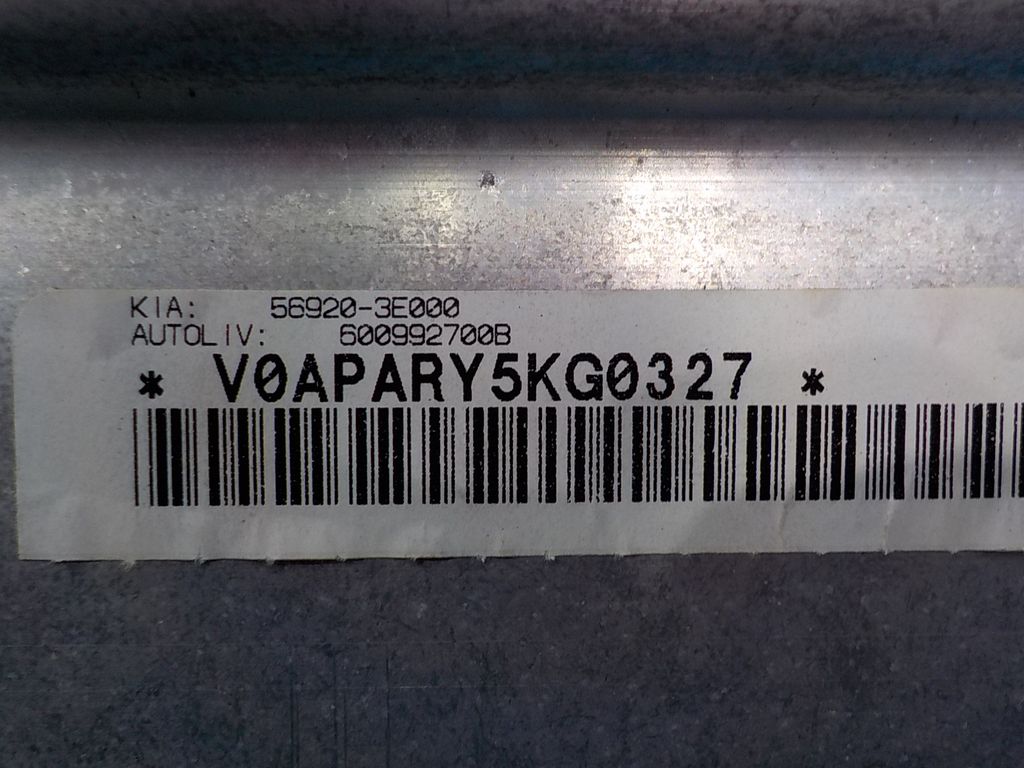 KIA: 56920-3E000
AUTOLIV: 600992700B
* V0APARY5KG0327 *